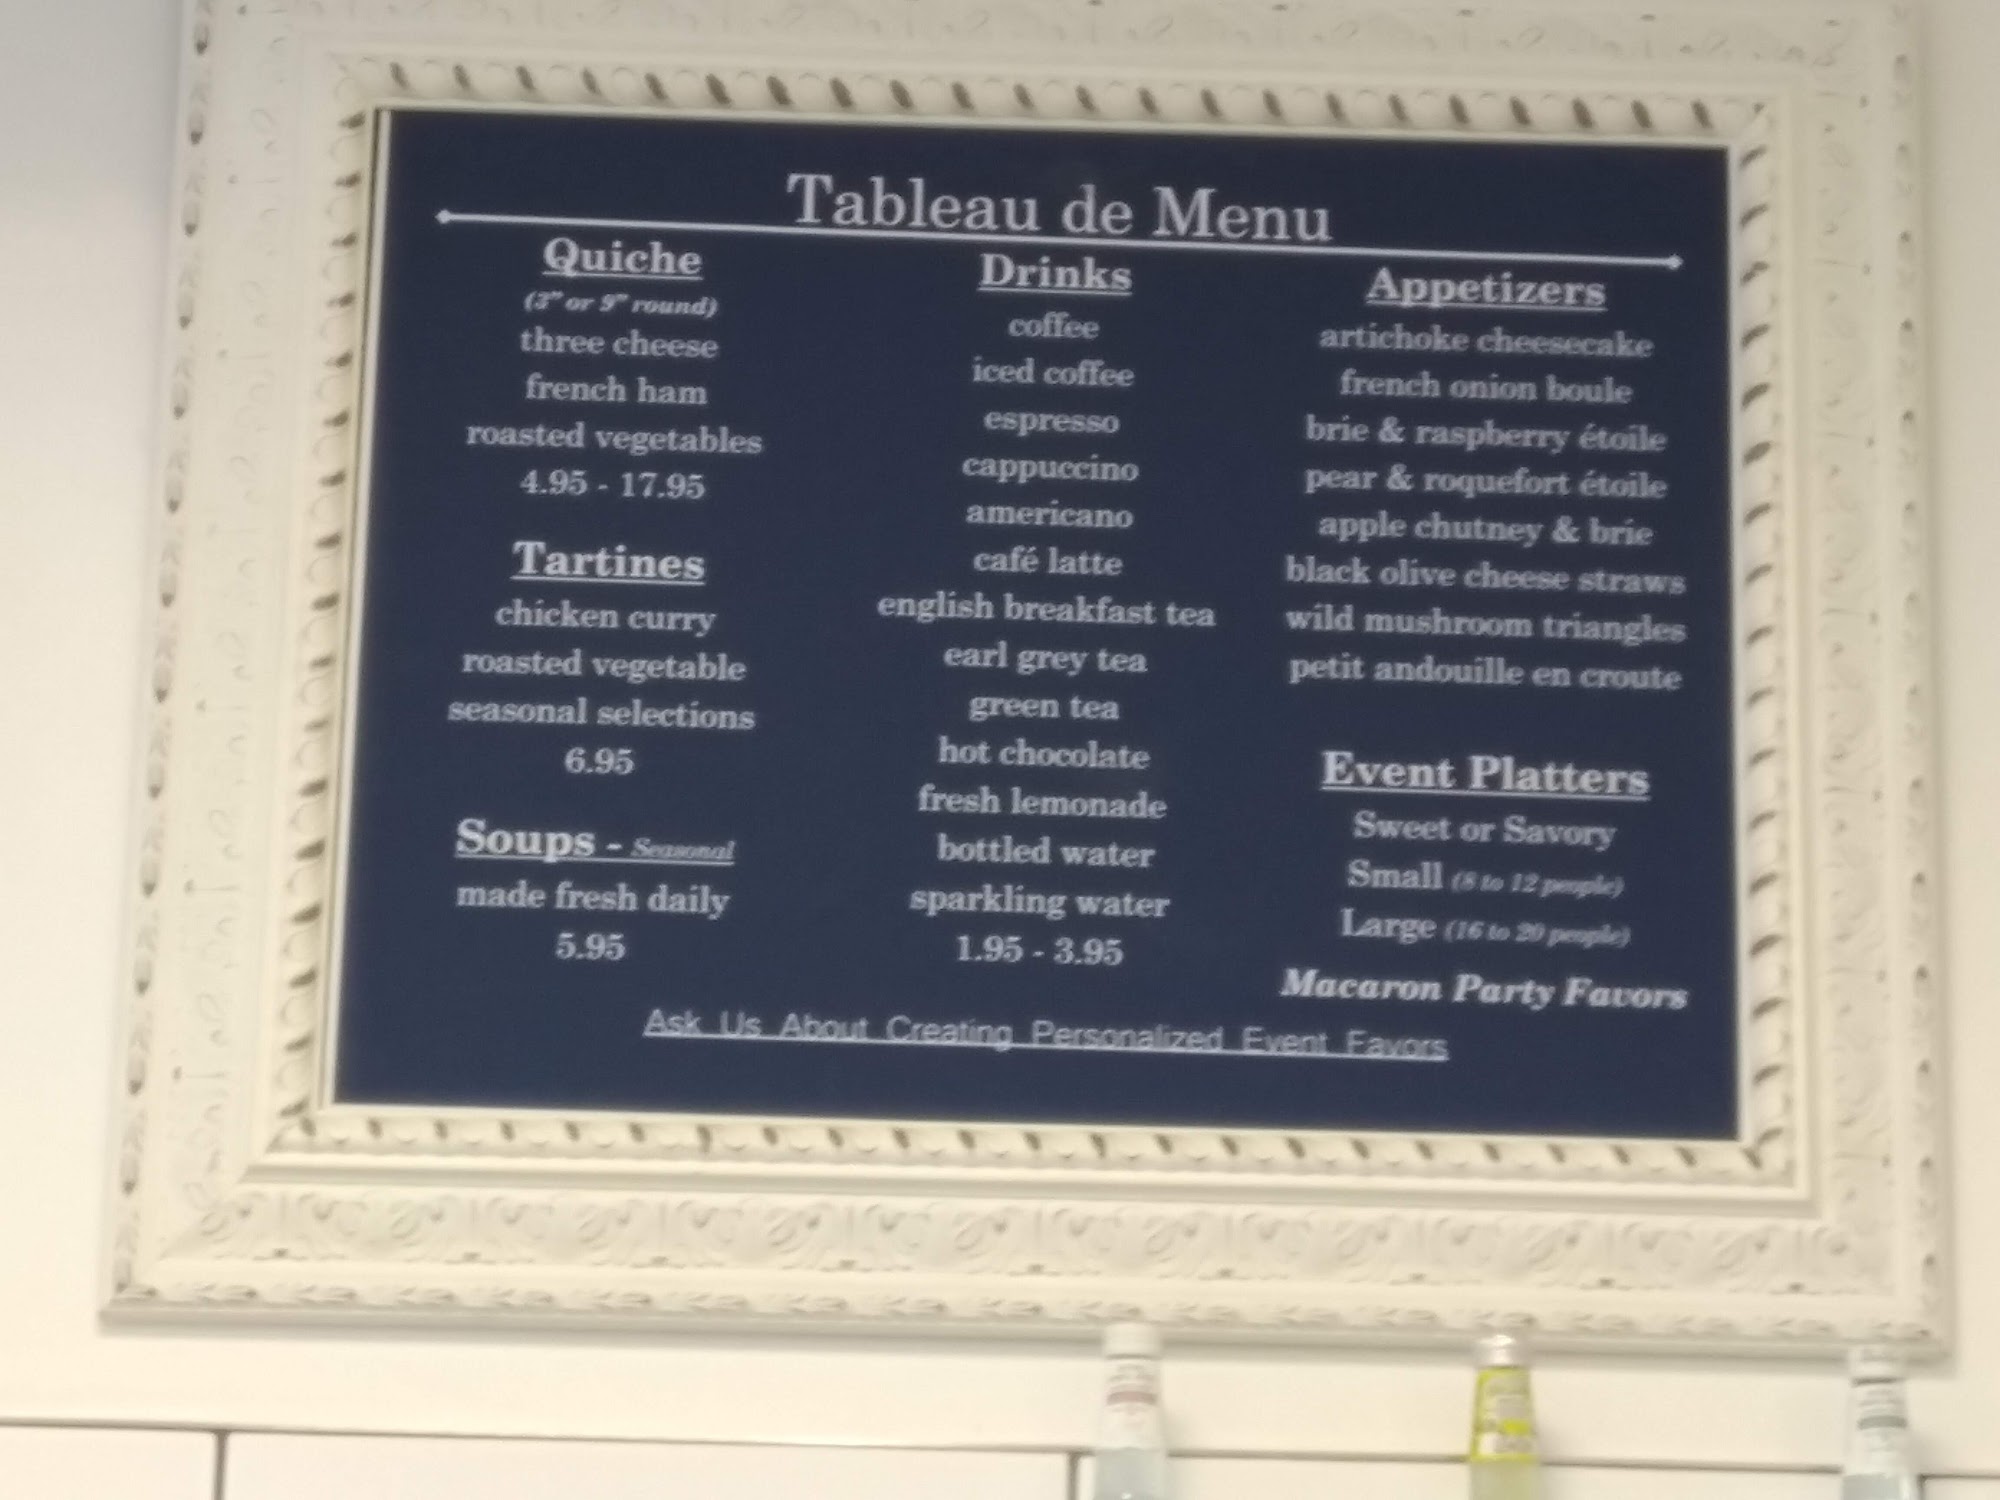 Tableau de Menu
Quiche
(3" or 9" round)
three cheese
french ham
roasted vegetables
4.95 - 17.95
Tartines
chicken curry
roasted vegetable
seasonal selections
6.95
Soups - Seasonal
made fresh daily
5.95
Drinks
coffee
iced coffee
espresso
cappuccino
americano
café latte
english breakfast tea
earl grey tea
green tea
hot chocolate
fresh lemonade
bottled water
sparkling water
1.95 - 3.95
Appetizers
artichoke cheesecake
french onion boule
brie & raspberry étoile
pear & roquefort étoile
apple chutney & brie
black olive cheese straws
wild mushroom triangles
petit andouille en croute
Event Platters
Sweet or Savory
Small (8 to 12 people)
Large (16 to 20 people)
Macaron Party Favors
Ask Us About Creating Personalized Event Favors